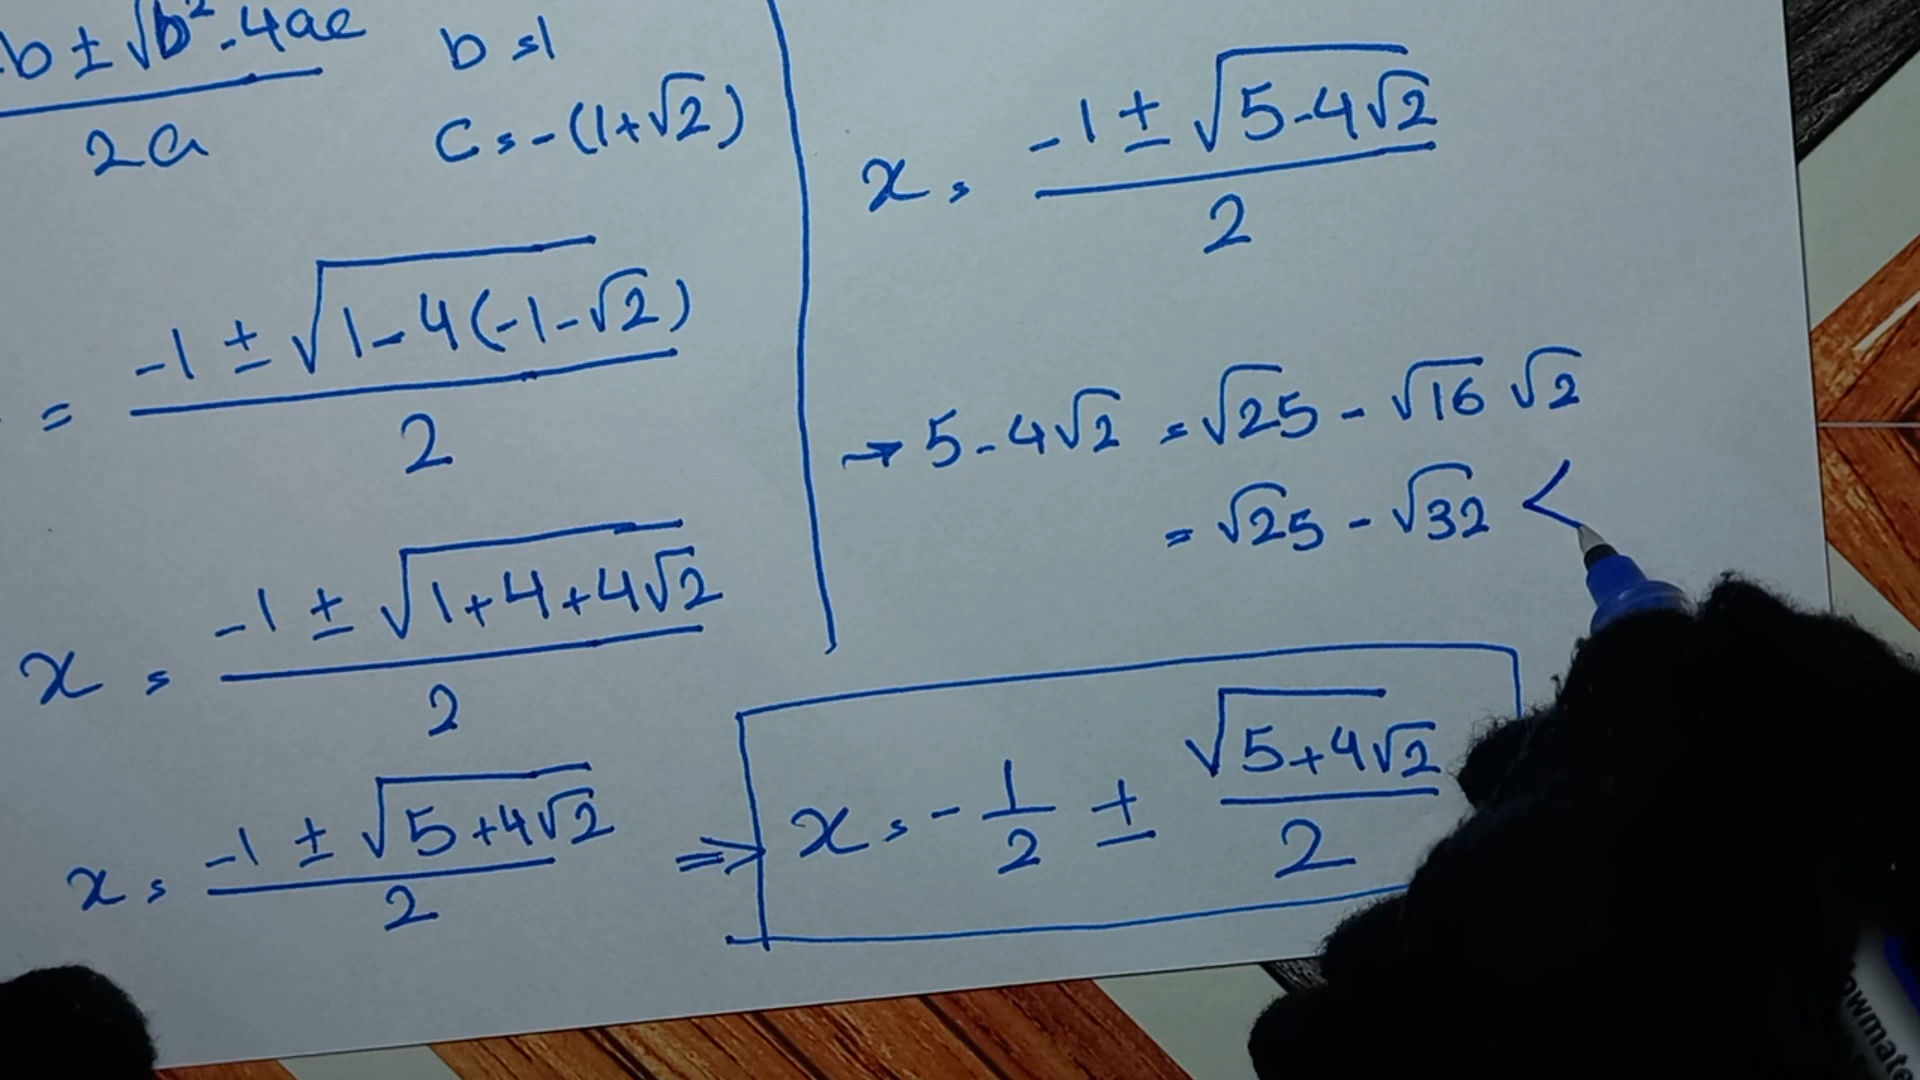 -b ± √b²-4ac
2a
b = 1
c = -(1+√2)
= -1 ± √1-4(-1-√2)
2
x = -1 ± √1+4+4√2
2
x = -1 ± √5+4√2
2
x = -1 ± √5-4√2
2
→ 5-4√2 = √25 - √16 √2
= √25 - √32 <
⇒ x = - 1/2 ± √5+4√2
2
owmate